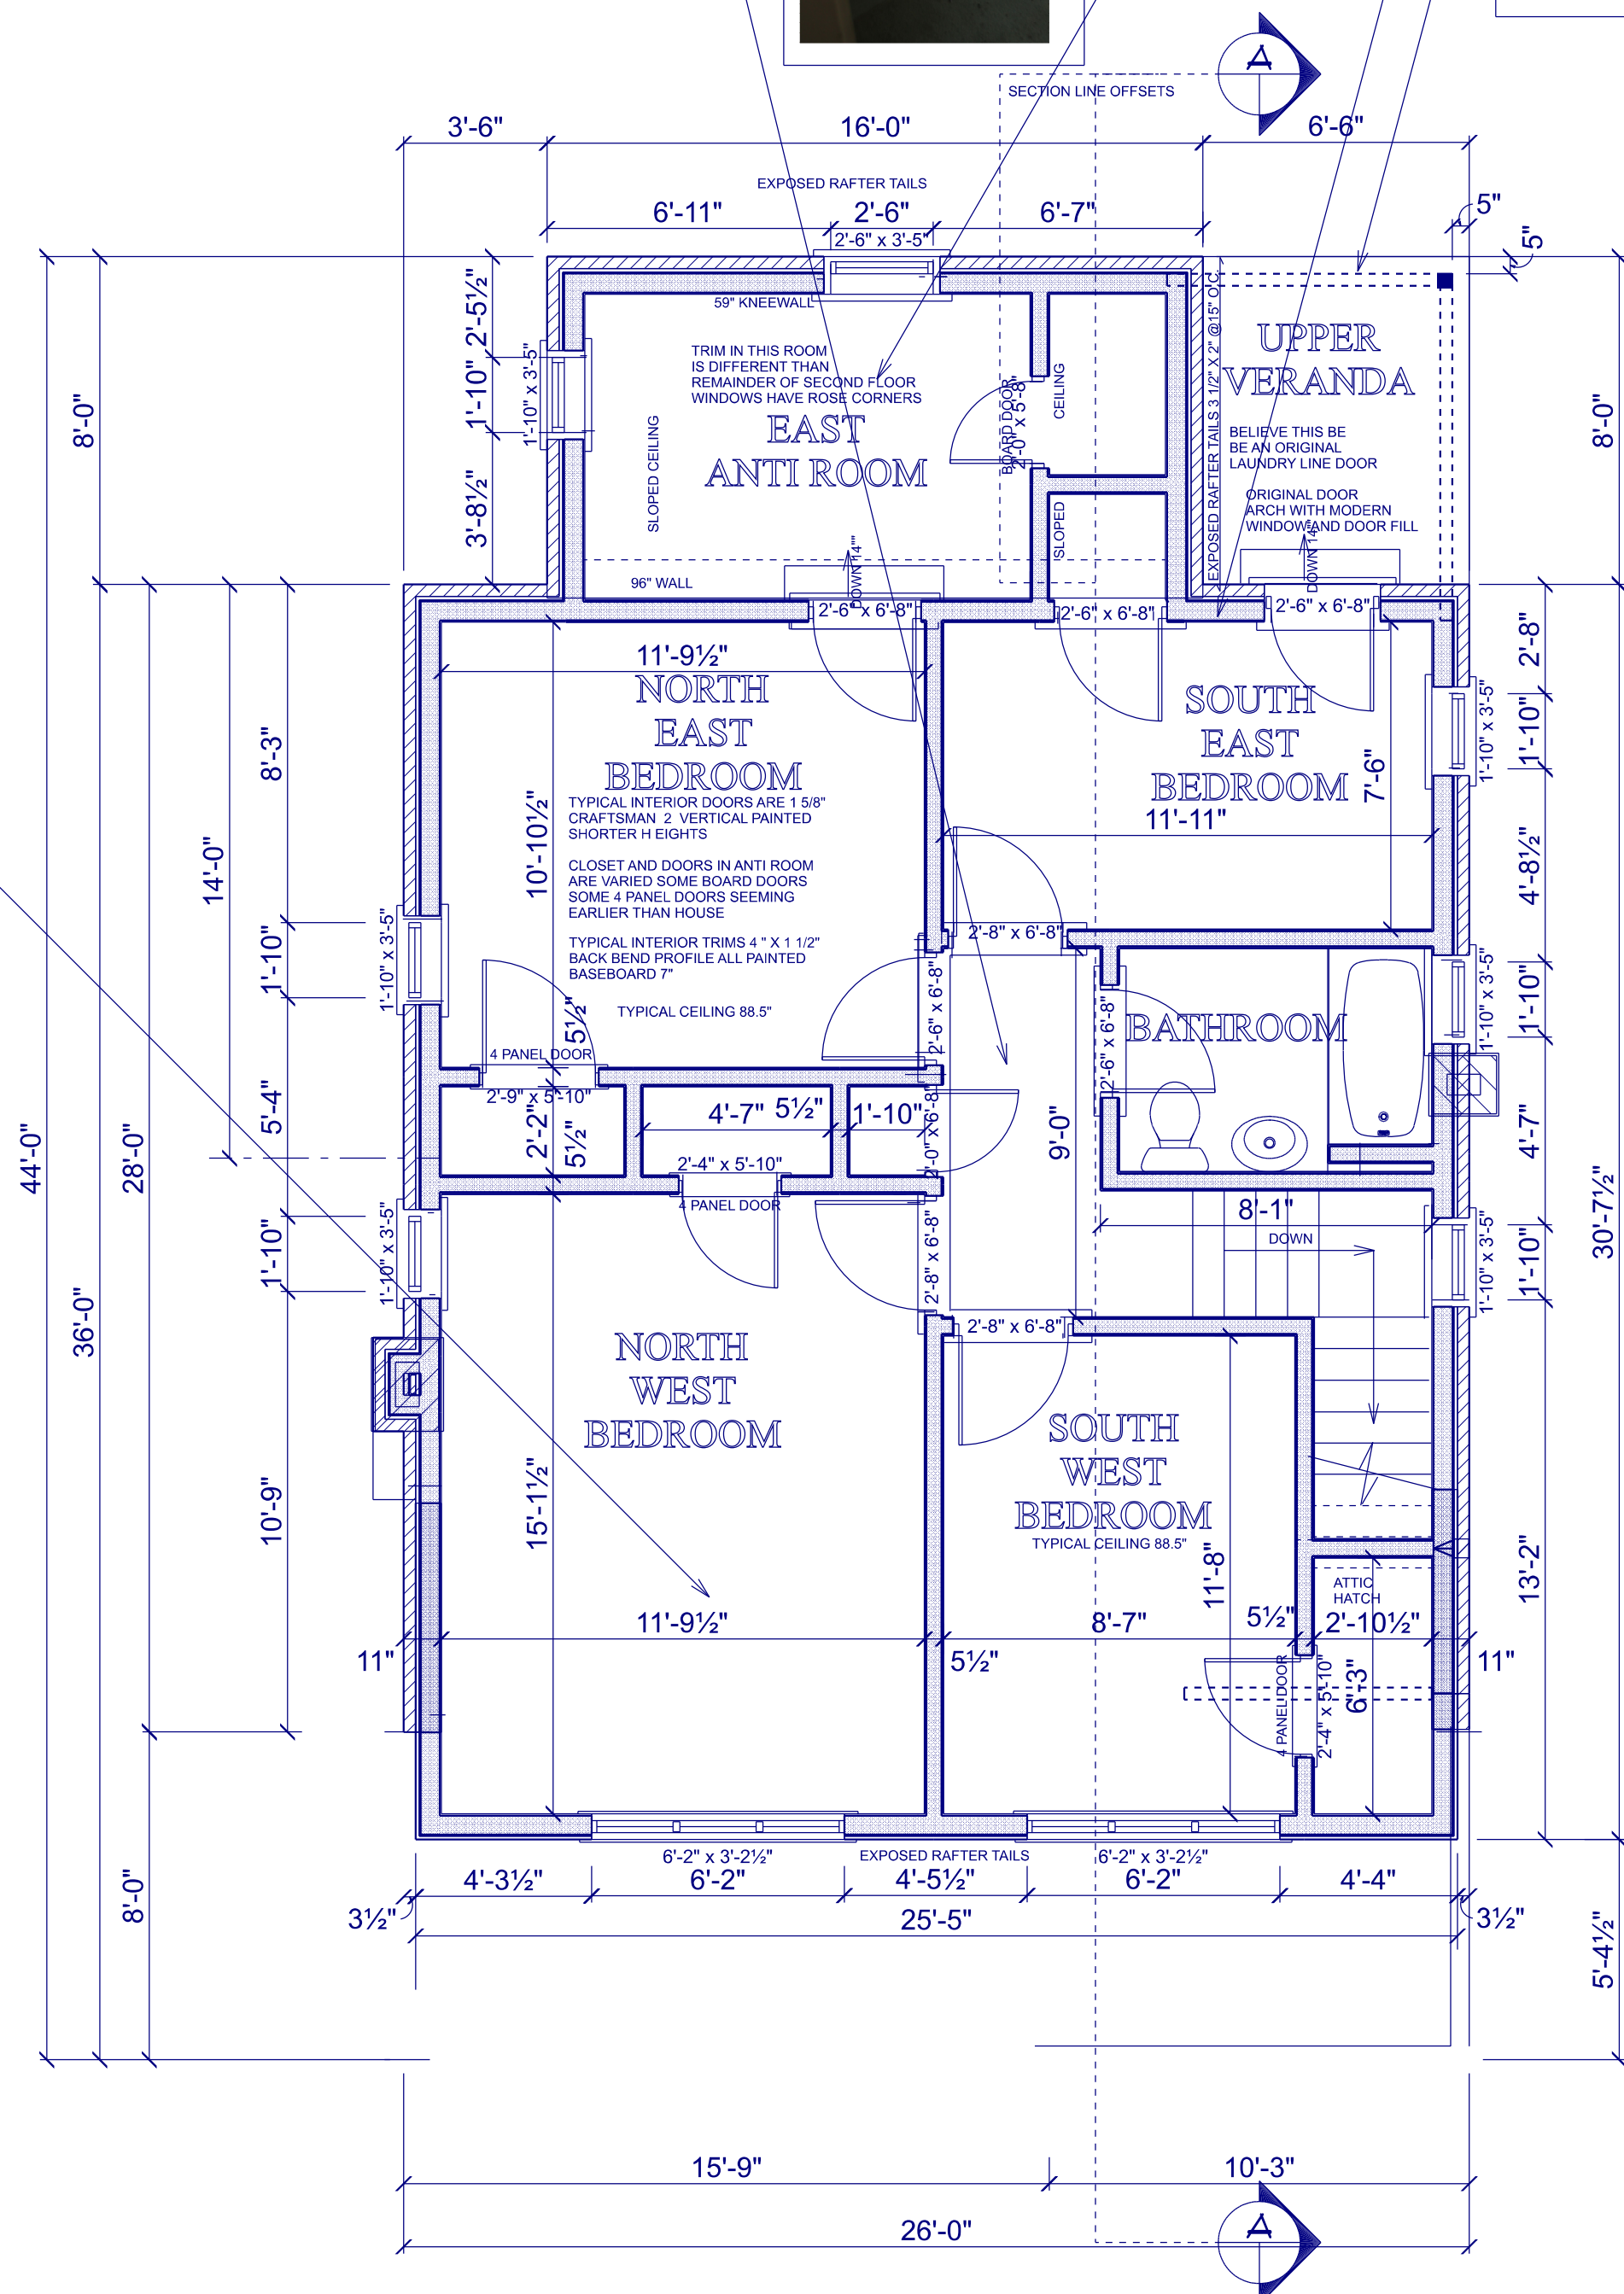 A
SECTION LINE OFFSETS
3'-6"
16'-0"
6'-6"
EXPOSED RAFTER TAILS
6'-11"
2'-6"
6'-7"
5"
5"
2'-6" x 3'-5"
59" KNEEWALL
2'-5½"
1'-10"
1'-10" x 3'-5"
3'-8½"
8'-0"
8'-0"
TRIM IN THIS ROOM
IS DIFFERENT THAN
REMAINDER OF SECOND FLOOR
WINDOWS HAVE ROSE CORNERS
EAST
ANTI ROOM
SLOPED CEILING
BOARD DOOR
2'-0" x 5'-8"
CEILING
SLOPED
EXPOSED RAFTER TAILS 3 1/2" X 2" @15" O.C.
UPPER
VERANDA
BELIEVE THIS BE
BE AN ORIGINAL
LAUNDRY LINE DOOR
ORIGINAL DOOR
ARCH WITH MODERN
WINDOW AND DOOR FILL
DOWN 14""
DOWN 14"
96" WALL
2'-6" x 6'-8"
2'-6" x 6'-8"
2'-6" x 6'-8"
11'-9½"
NORTH
EAST
BEDROOM
TYPICAL INTERIOR DOORS ARE 1 5/8"
CRAFTSMAN 2 VERTICAL PAINTED
SHORTER H EIGHTS
CLOSET AND DOORS IN ANTI ROOM
ARE VARIED SOME BOARD DOORS
SOME 4 PANEL DOORS SEEMING
EARLIER THAN HOUSE
TYPICAL INTERIOR TRIMS 4 " X 1 1/2"
BACK BEND PROFILE ALL PAINTED
BASEBOARD 7"
TYPICAL CEILING 88.5"
10'-10½"
SOUTH
EAST
BEDROOM
11'-11"
7'-6"
2'-8"
1'-10"
1'-10" x 3'-5"
4'-8½"
8'-3"
14'-0"
1'-10"
1'-10" x 3'-5"
2'-8" x 6'-8"
2'-6" x 6'-8"
2'-6" x 6'-8"
BATHROOM
1'-10" x 3'-5"
1'-10"
4 PANEL DOOR
2'-9" x 5'-10"
5½"
2'-2"
5½"
4'-7"
5½"
1'-10"
2'-0" x 6'-8"
9'-0"
4'-7"
5'-4"
2'-4" x 5'-10"
4 PANEL DOOR
2'-8" x 6'-8"
8'-1"
DOWN
1'-10" x 3'-5"
1'-10"
1'-10"
1'-10" x 3'-5"
44'-0"
28'-0"
36'-0"
30'-7½"
2'-8" x 6'-8"
NORTH
WEST
BEDROOM
15'-1½"
SOUTH
WEST
BEDROOM
TYPICAL CEILING 88.5"
11'-8"
10'-9"
13'-2"
ATTIC
HATCH
11'-9½"
8'-7"
5½"
2'-10½"
11"
5½"
11"
4 PANEL DOOR
2'-4" x 5'-10"
6'-3"
6'-2" x 3'-2½"
EXPOSED RAFTER TAILS
6'-2" x 3'-2½"
4'-3½"
6'-2"
4'-5½"
6'-2"
4'-4"
3½"
25'-5"
3½"
8'-0"
5'-4½"
15'-9"
10'-3"
26'-0"
A